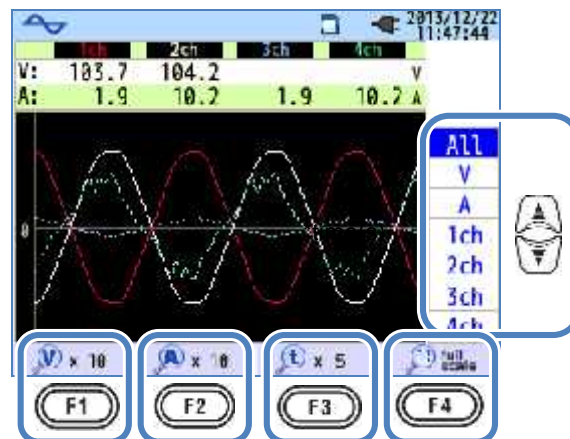 2013/12/22
11:47:44
1ch 2ch 3ch 4ch
V: 103.7 104.2 V
A: 1.9 10.2 1.9 10.2 A
All
V
A
1ch
2ch
3ch
4ch
0
V x 10
A x 10
t x 5
full
scale
F1
F2
F3
F4